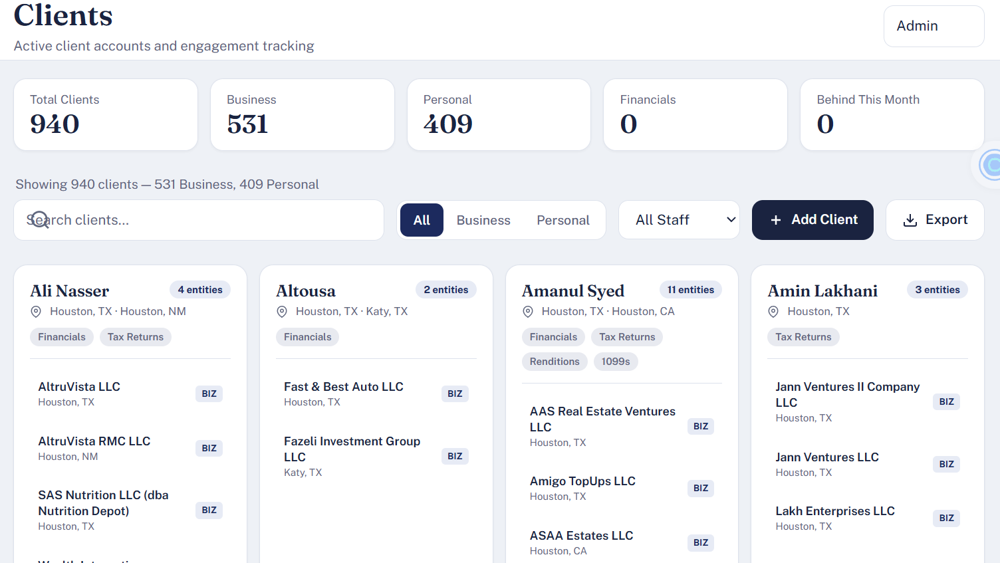 Clients
Active client accounts and engagement tracking
Admin
Total Clients
940
Business
531
Personal
409
Financials
0
Behind This Month
0
Showing 940 clients — 531 Business, 409 Personal
Search clients...
All
Business
Personal
All Staff
+ Add Client
Export
Ali Nasser
4 entities
Houston, TX · Houston, NM
Financials
Tax Returns
AltruVista LLC
Houston, TX
BIZ
AltruVista RMC LLC
Houston, NM
BIZ
SAS Nutrition LLC (dba
Nutrition Depot)
Houston, TX
BIZ
Altousa
2 entities
Houston, TX · Katy, TX
Financials
Fast & Best Auto LLC
Houston, TX
BIZ
Fazeli Investment Group
LLC
Katy, TX
BIZ
Amanul Syed
11 entities
Houston, TX · Houston, CA
Financials
Tax Returns
Renditions
1099s
AAS Real Estate Ventures
LLC
Houston, TX
BIZ
Amigo TopUps LLC
Houston, TX
BIZ
ASAA Estates LLC
Houston, CA
BIZ
Amin Lakhani
3 entities
Houston, TX
Tax Returns
Jann Ventures II Company
LLC
Houston, TX
BIZ
Jann Ventures LLC
Houston, TX
BIZ
Lakh Enterprises LLC
Houston, TX
BIZ